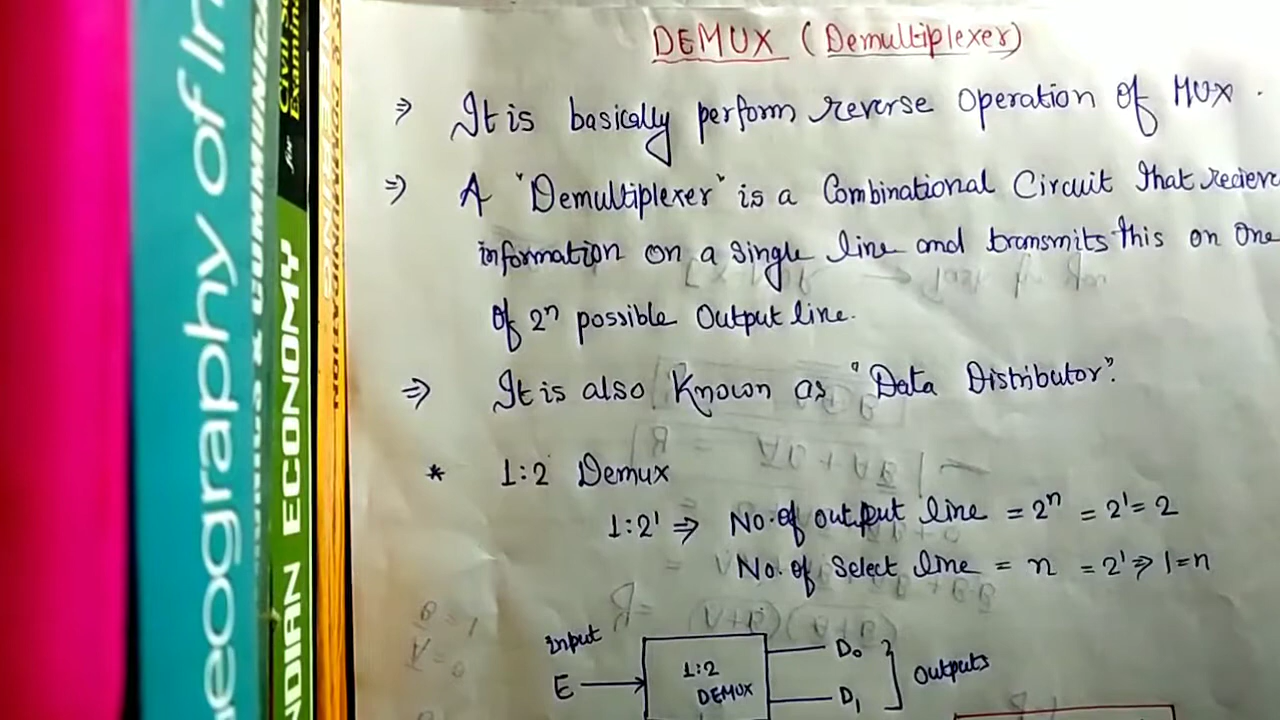 DEMUX (Demultiplexer)
⇒ It is basically perform reverse operation of MUX.
⇒ A "Demultiplexer" is a Combinational Circuit that recieve
information on a single line and transmits this on one
of 2ⁿ possible Output line.
⇒ It is also Known as "Data Distributor".
* 1:2 Demux
1:2¹ ⇒ No. of output line = 2ⁿ = 2¹ = 2
No. of Select line = n = 2¹ ⇒ 1 = n
input
E
1:2
DEMUX
D₀
D₁
Outputs
eography of In
INDIAN ECONOMY
for